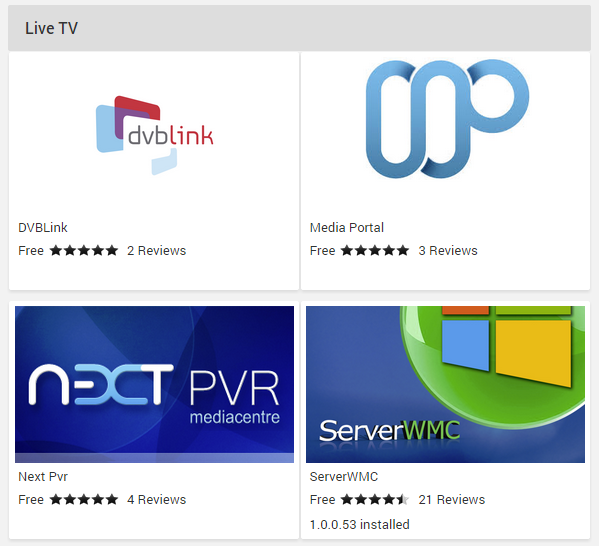 Live TV
dvblink
DVBLink
Free 2 Reviews
Media Portal
Free 3 Reviews
NEXT PVR
mediacentre
Next Pvr
Free 4 Reviews
ServerWMC
ServerWMC
Free 21 Reviews
1.0.0.53 installed